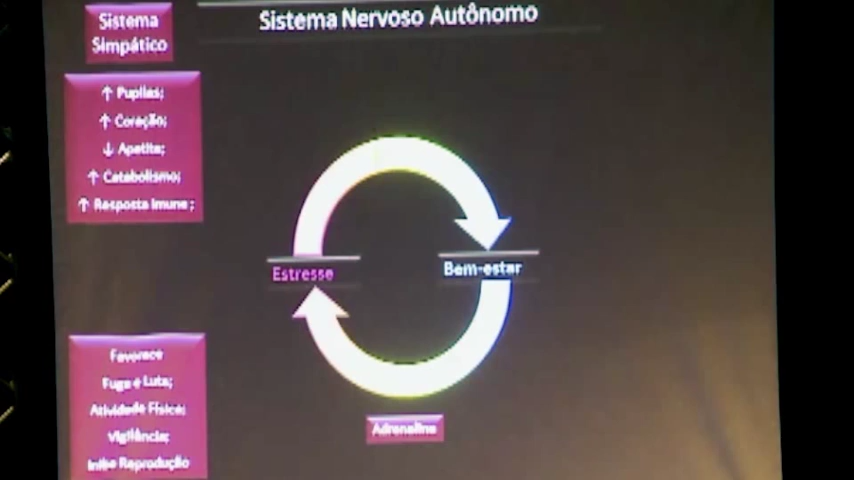 Sistema Nervoso Autônomo
Sistema
Simpático
↑ Pupilas;
↑ Coração;
↓ Apetite;
↑ Catabolismo;
↑ Resposta Imune ;
Estresse
Bem-estar
Favorece
Fuga e Luta;
Atividade Física;
Vigilância;
Inibe Reprodução
Adrenalina